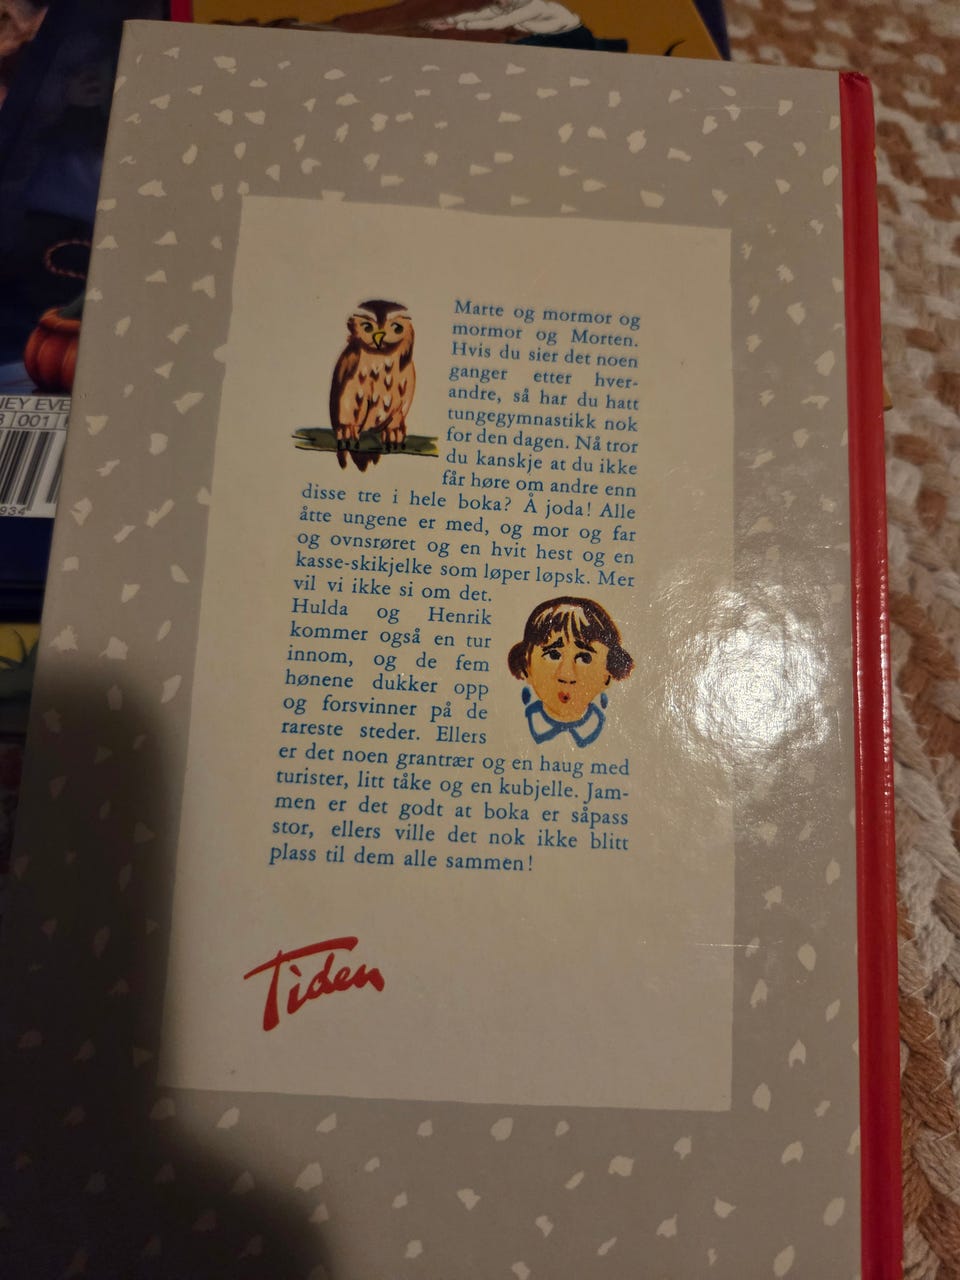 Marte og mormor og
mormor og Morten.
Hvis du sier det noen
ganger etter hver-
andre, så har du hatt
tungegymnastikk nok
for den dagen. Nå tror
du kanskje at du ikke
får høre om andre enn
disse tre i hele boka? Å joda! Alle
åtte ungene er med, og mor og far
og ovnsrøret og en hvit hest og en
kasse-skikjelke som løper løpsk. Mer
vil vi ikke si om det.
Hulda og Henrik
kommer også en tur
innom, og de fem
hønene dukker opp
og forsvinner på de
rareste steder. Ellers
er det noen grantrær og en haug med
turister, litt tåke og en kubjelle. Jam-
men er det godt at boka er såpass
stor, ellers ville det nok ikke blitt
plass til dem alle sammen!
Tiden
001
934